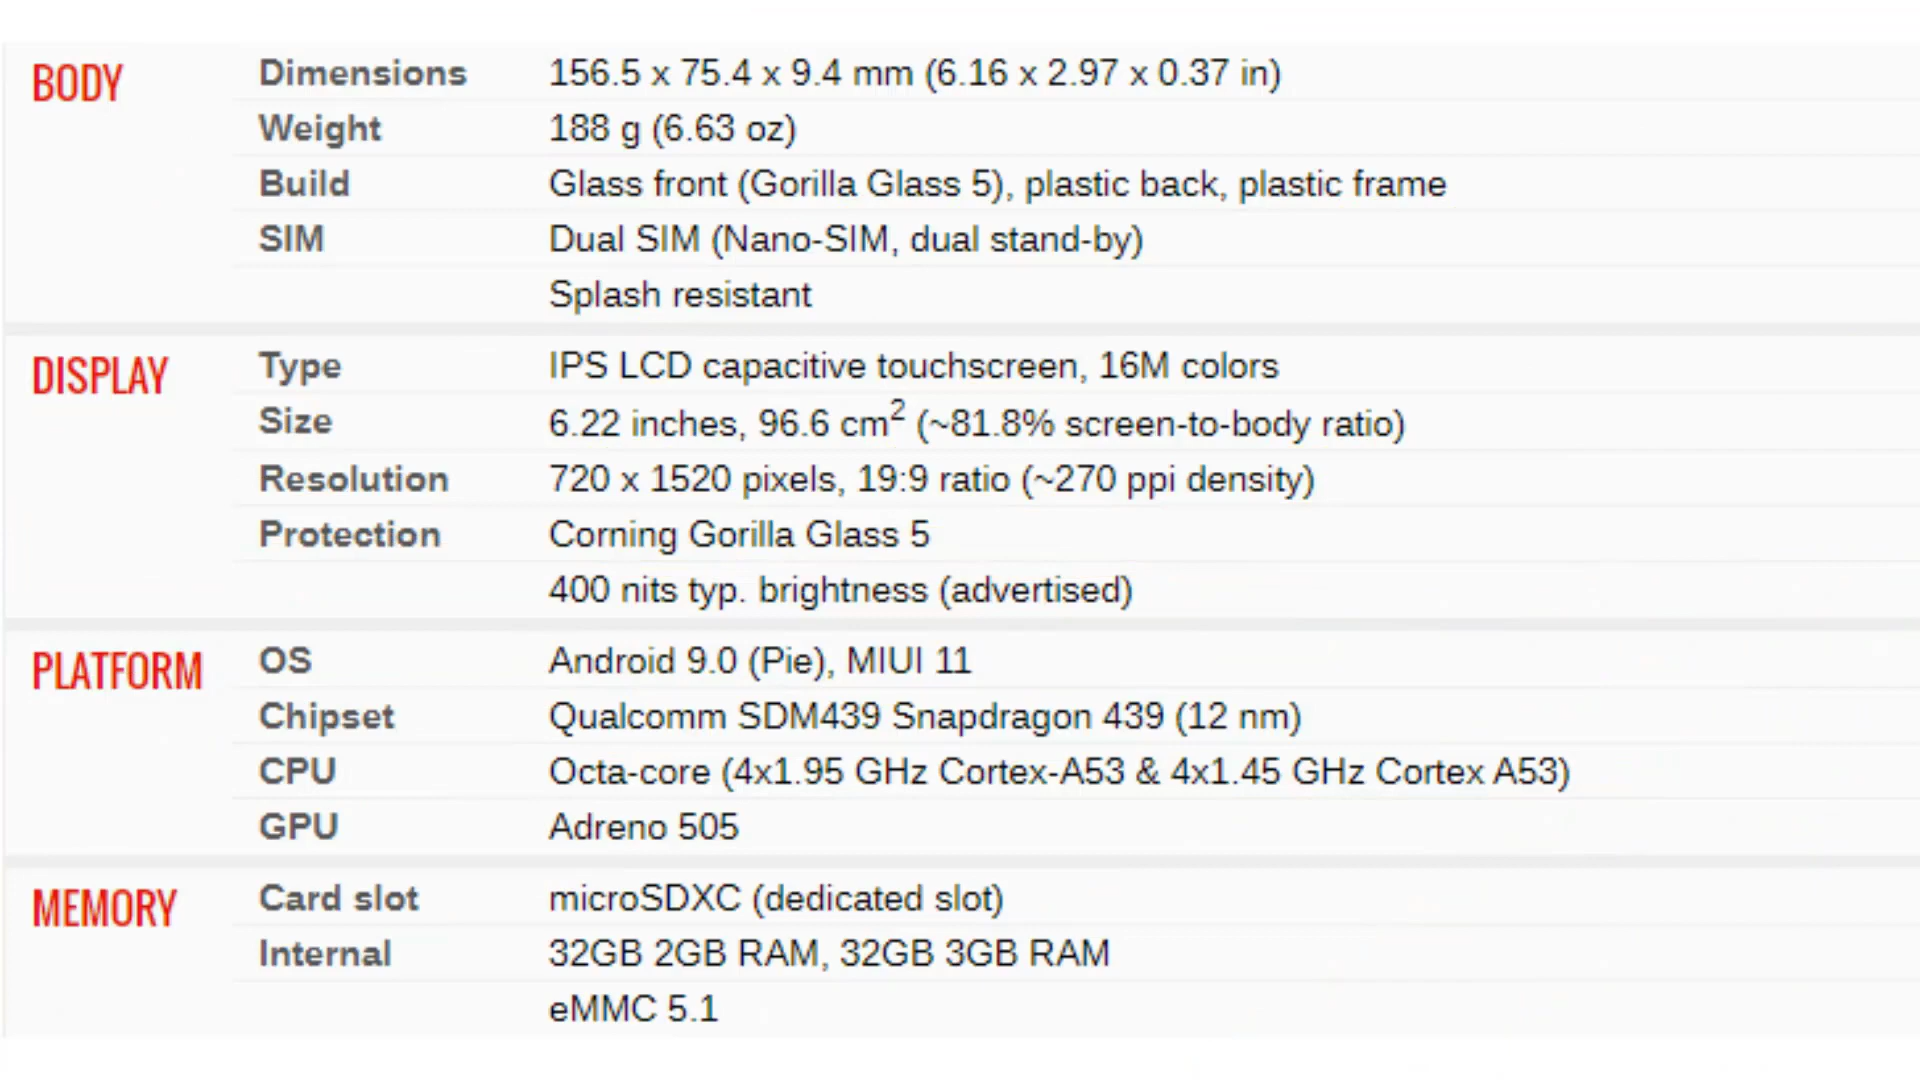 BODY Dimensions 156.5 x 75.4 x 9.4 mm (6.16 x 2.97 x 0.37 in)
Weight 188 g (6.63 oz)
Build Glass front (Gorilla Glass 5), plastic back, plastic frame
SIM Dual SIM (Nano-SIM, dual stand-by)
Splash resistant
DISPLAY Type IPS LCD capacitive touchscreen, 16M colors
Size 6.22 inches, 96.6 cm² (~81.8% screen-to-body ratio)
Resolution 720 x 1520 pixels, 19:9 ratio (~270 ppi density)
Protection Corning Gorilla Glass 5
400 nits typ. brightness (advertised)
PLATFORM OS Android 9.0 (Pie), MIUI 11
Chipset Qualcomm SDM439 Snapdragon 439 (12 nm)
CPU Octa-core (4x1.95 GHz Cortex-A53 & 4x1.45 GHz Cortex A53)
GPU Adreno 505
MEMORY Card slot microSDXC (dedicated slot)
Internal 32GB 2GB RAM, 32GB 3GB RAM
eMMC 5.1